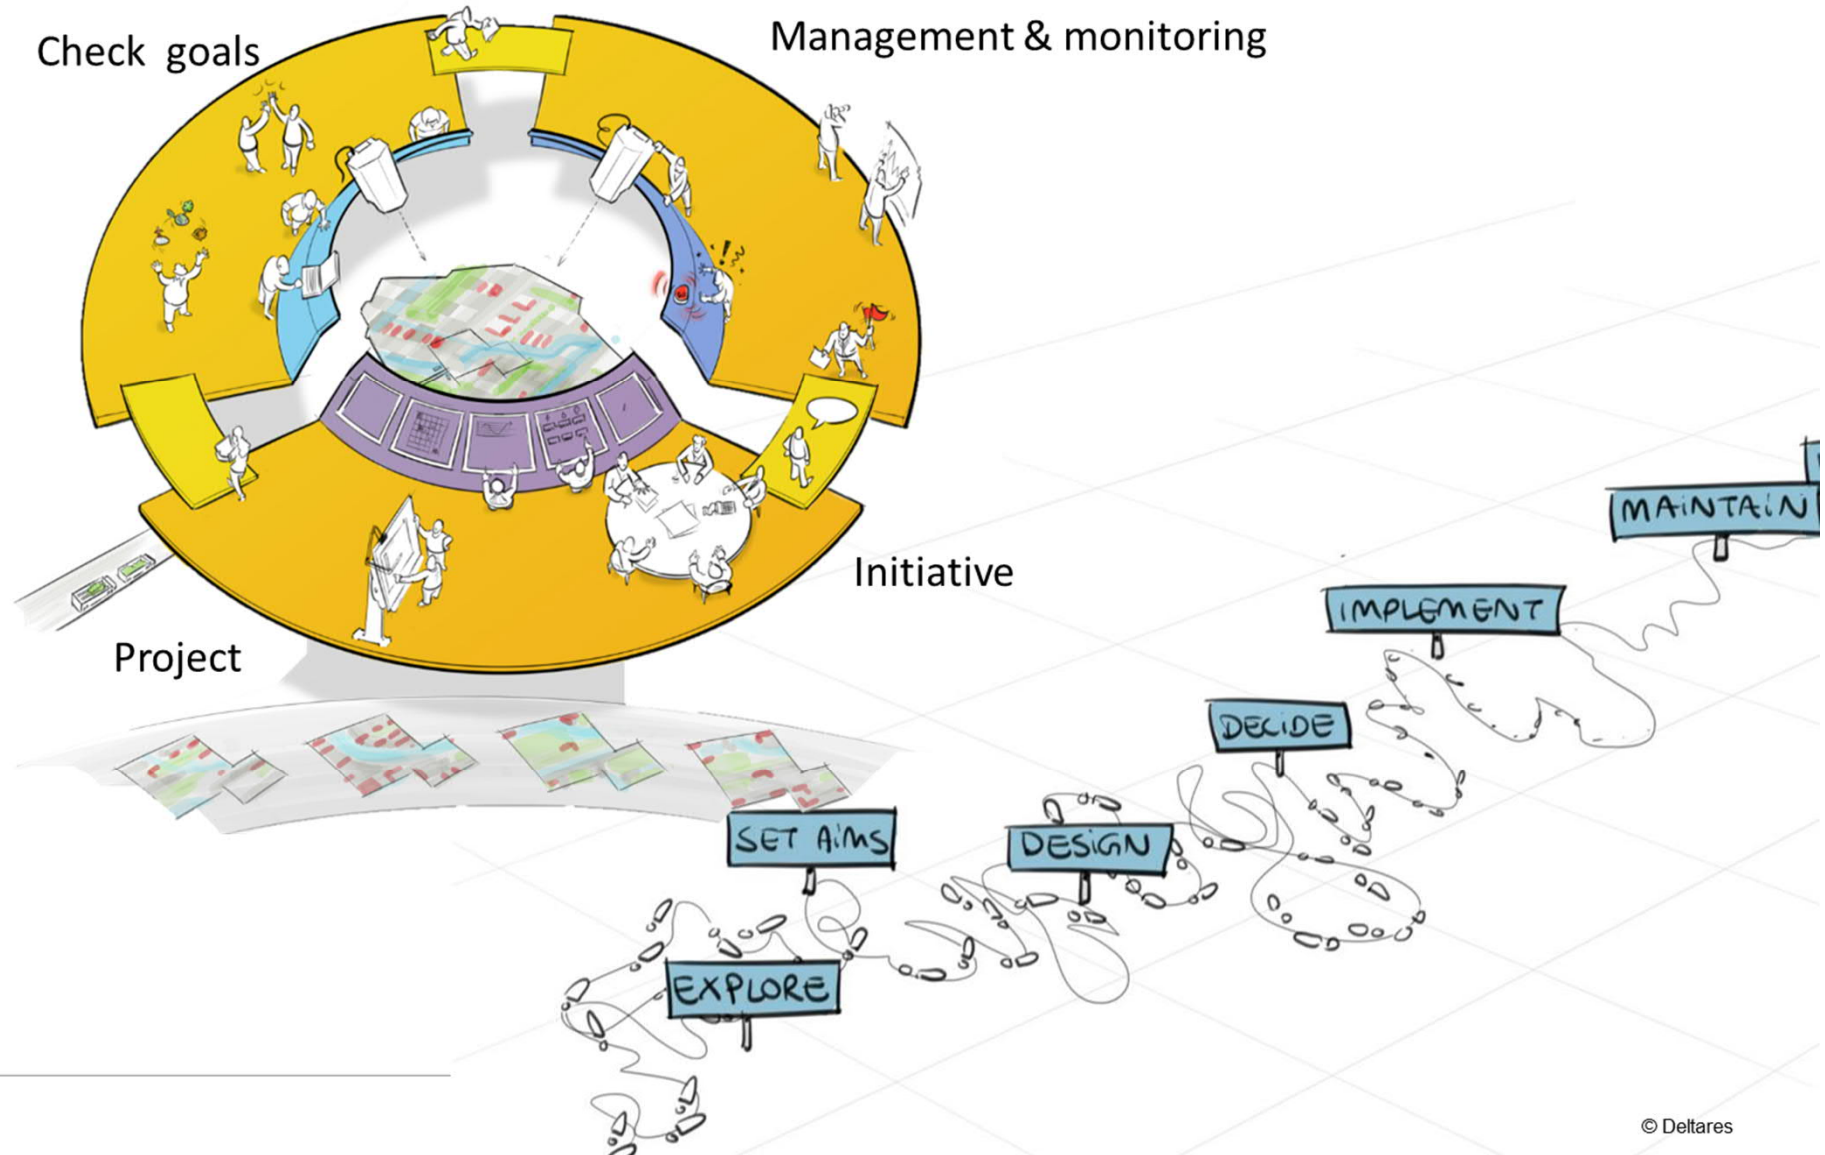 Check goals
Management & monitoring
Initiative
Project
MAINTAIN
IMPLEMENT
DECIDE
SET AIMS
DESIGN
EXPLORE
© Deltares